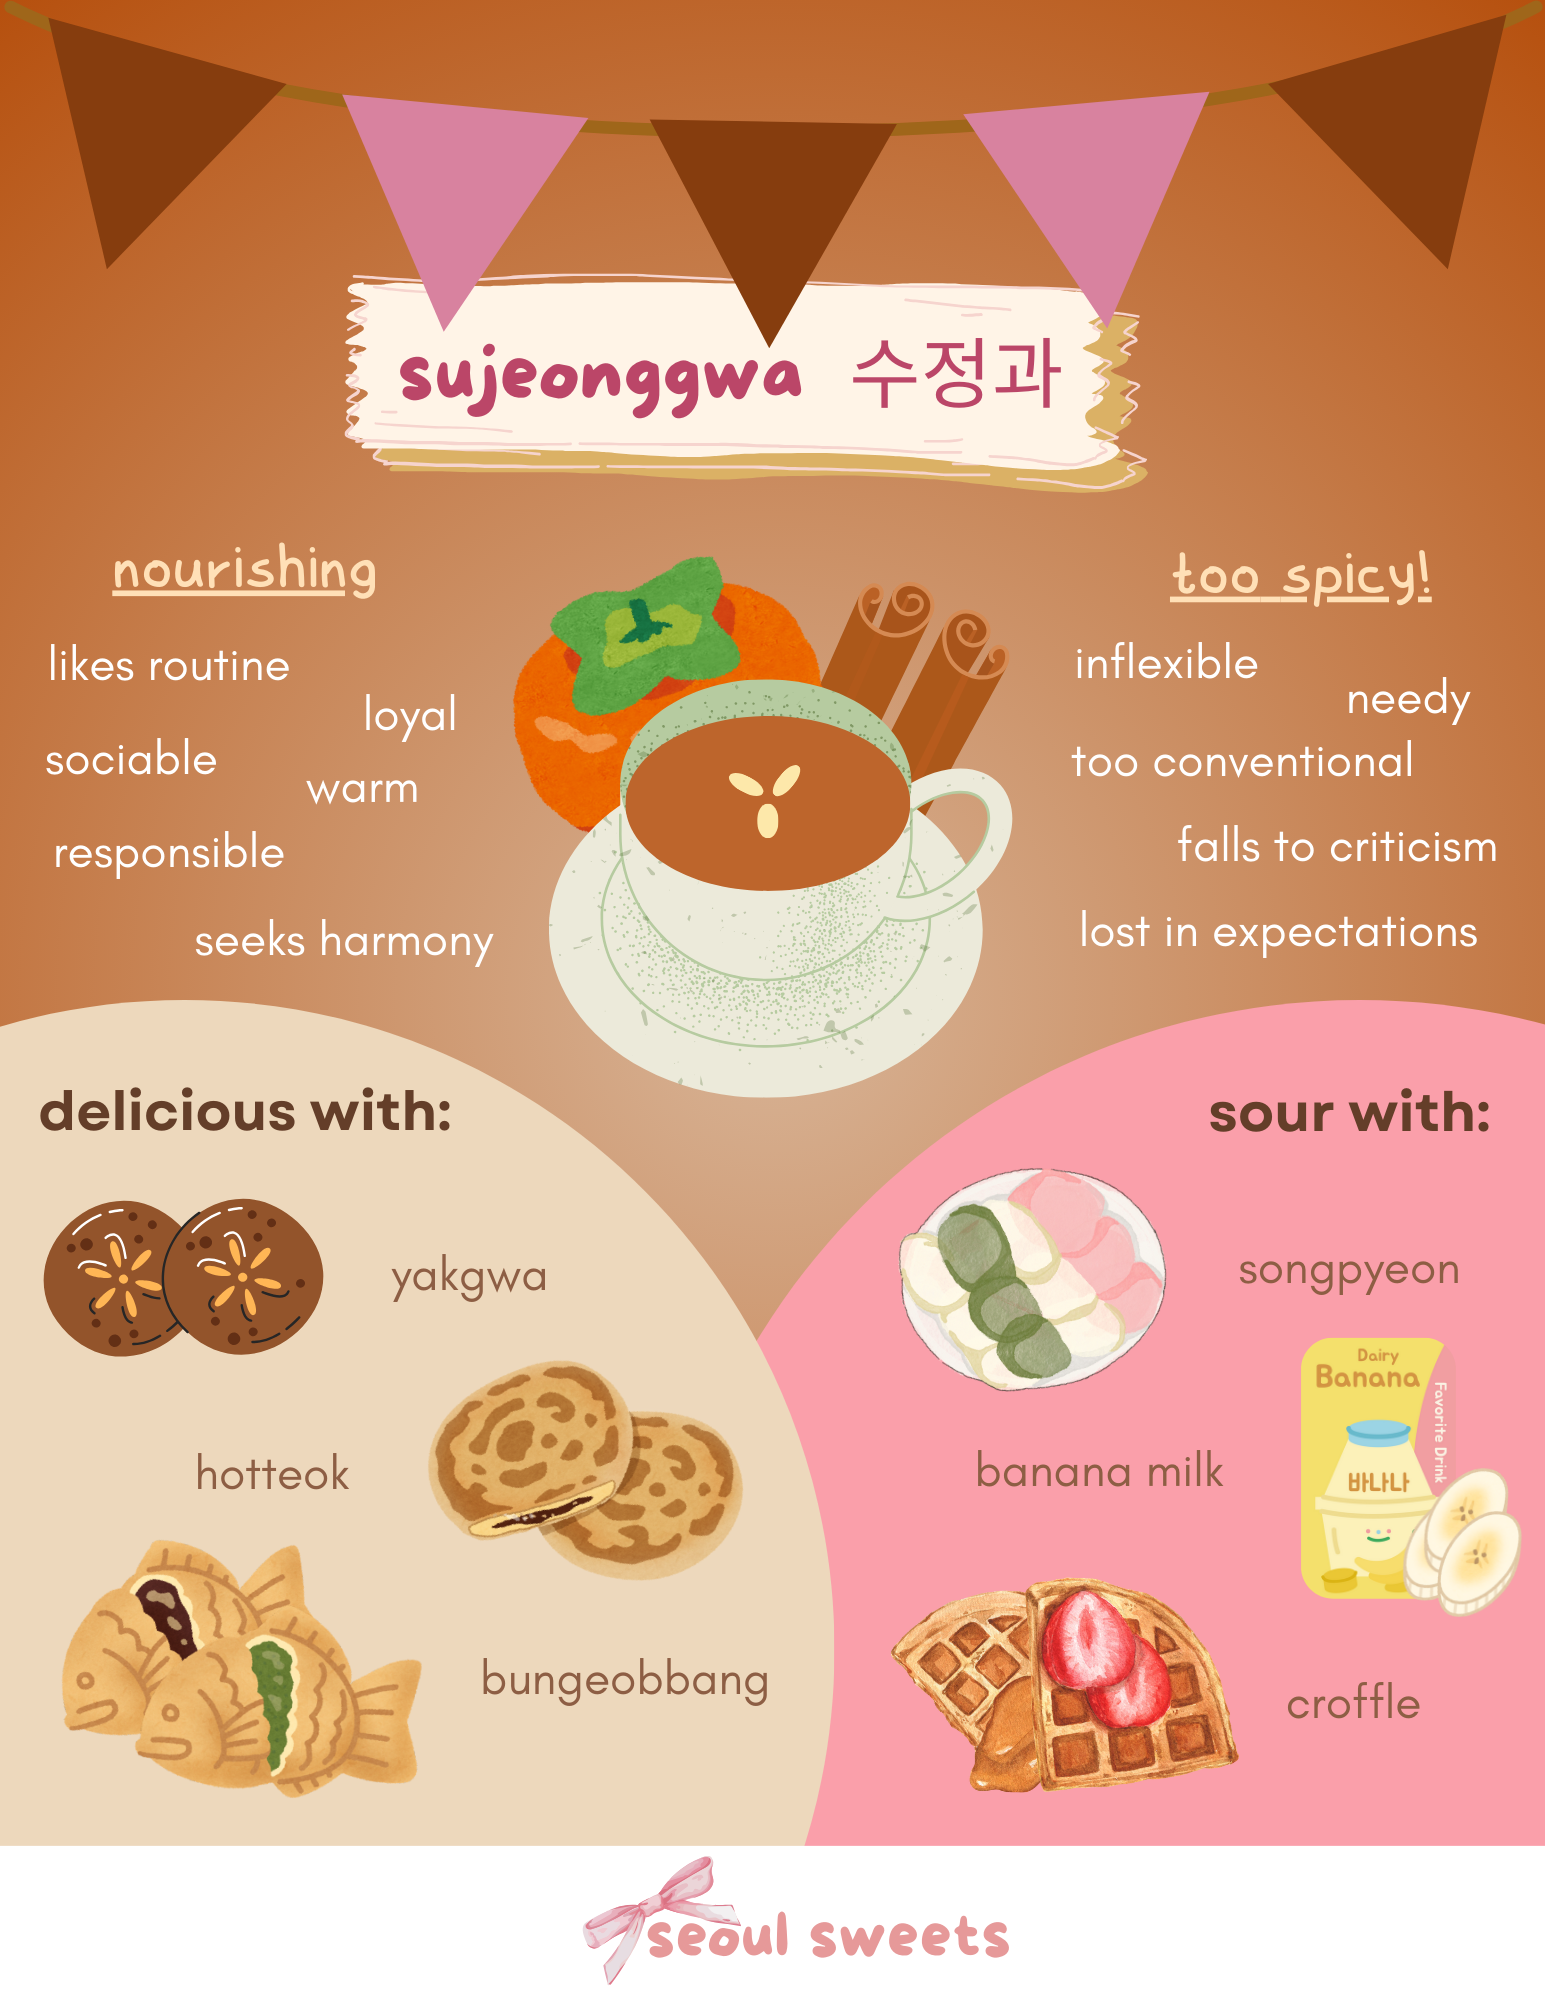 sujeonggwa 수정과
nourishing
likes routine
loyal
sociable
warm
responsible
seeks harmony
too spicy!
inflexible
needy
too conventional
falls to criticism
lost in expectations
delicious with:
yakgwa
hotteok
bungeobbang
sour with:
songpyeon
Dairy
Banana
Favorite Drink
바나나
banana milk
croffle
seoul sweets